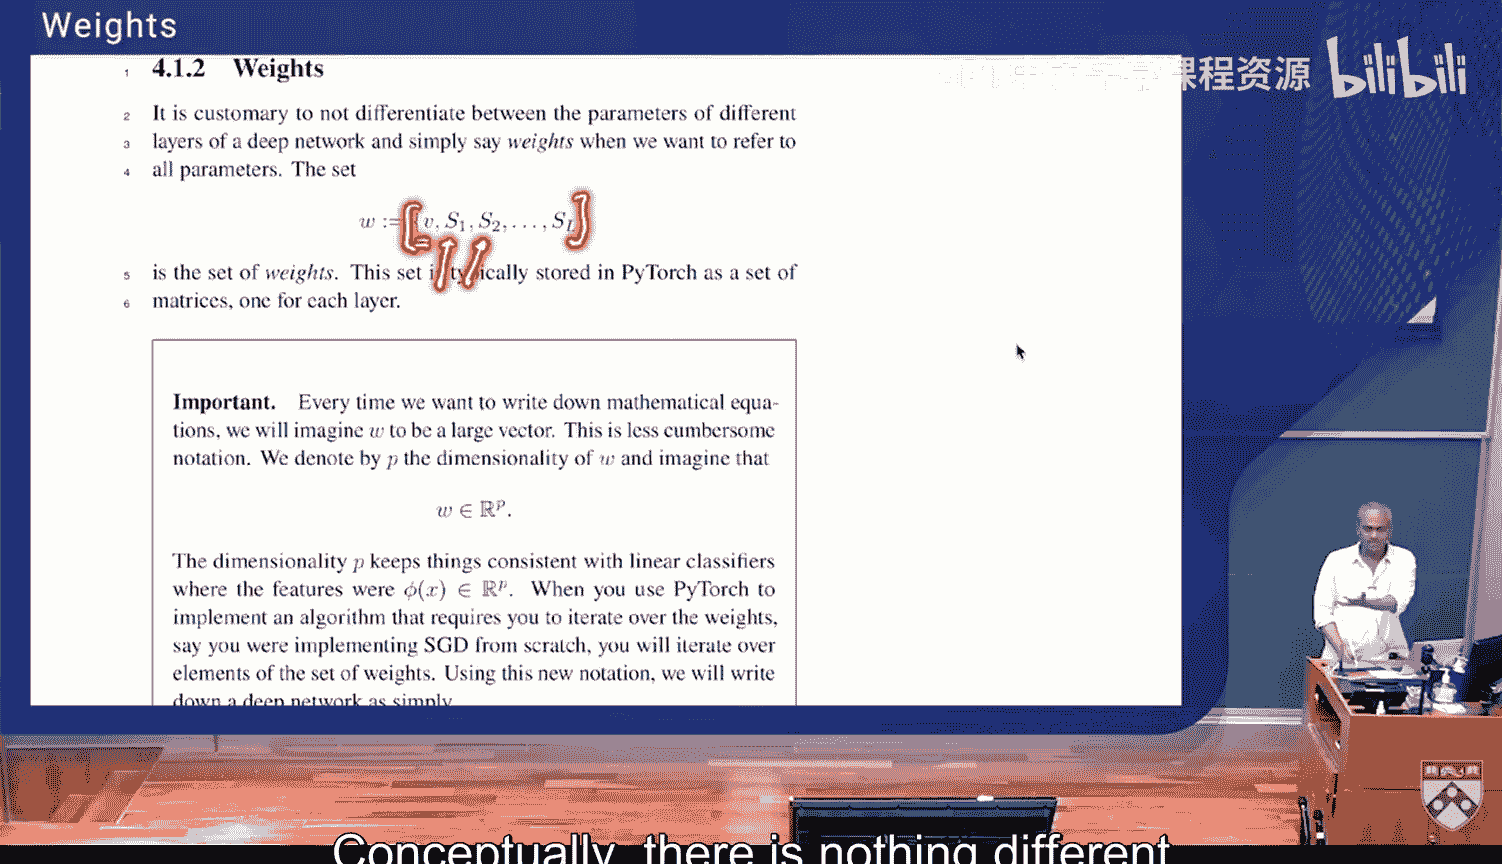 Weights
课程资源 bilibili
1 4.1.2 Weights
2 It is customary to not differentiate between the parameters of different
3 layers of a deep network and simply say weights when we want to refer to
4 all parameters. The set
w := {v, S₁, S₂, . . . , S_L}
5 is the set of weights. This set is typically stored in PyTorch as a set of
6 matrices, one for each layer.
Important. Every time we want to write down mathematical equa-
tions, we will imagine w to be a large vector. This is less cumbersome
notation. We denote by p the dimensionality of w and imagine that
w ∈ ℝᵖ.
The dimensionality p keeps things consistent with linear classifiers
where the features were ϕ(x) ∈ ℝᵖ. When you use PyTorch to
implement an algorithm that requires you to iterate over the weights,
say you were implementing SGD from scratch, you will iterate over
elements of the set of weights. Using this new notation, we will write
down a deep network as simply
Conceptually, there is nothing different